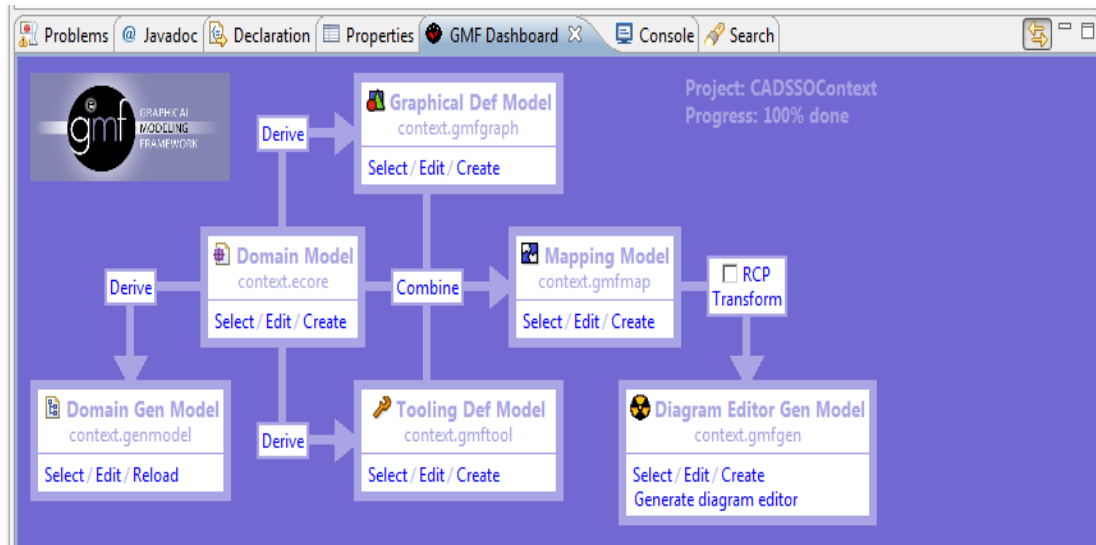 Problems @ Javadoc Declaration Properties GMF Dashboard Console Search
e
gmf
GRAPHICAL
MODELING
FRAMEWORK
Project: CADSSOContext
Progress: 100% done
Derive
Graphical Def Model
context.gmfgraph
Select / Edit / Create
Derive
Domain Model
context.ecore
Select / Edit / Create
Combine
Mapping Model
context.gmfmap
Select / Edit / Create
RCP
Transform
Domain Gen Model
context.genmodel
Select / Edit / Reload
Derive
Tooling Def Model
context.gmftool
Select / Edit / Create
Diagram Editor Gen Model
context.gmfgen
Select / Edit / Create
Generate diagram editor